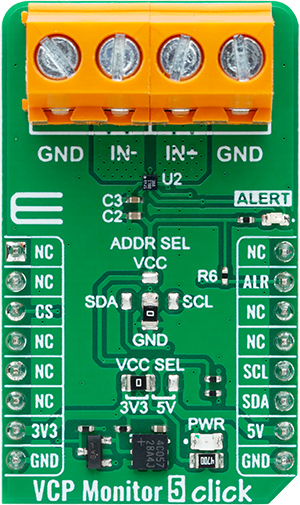 GND IN- IN+ GND
U2
ALERT
C3
C2
ADDR SEL
VCC
NC NC
NC R6 ALR
SDA SCL
CS INT
GND
NC NC
VCC SEL
NC SCL
NC SDA
3V3 3V3 5V 5V
PWR
GND GND
VCP Monitor 5 click